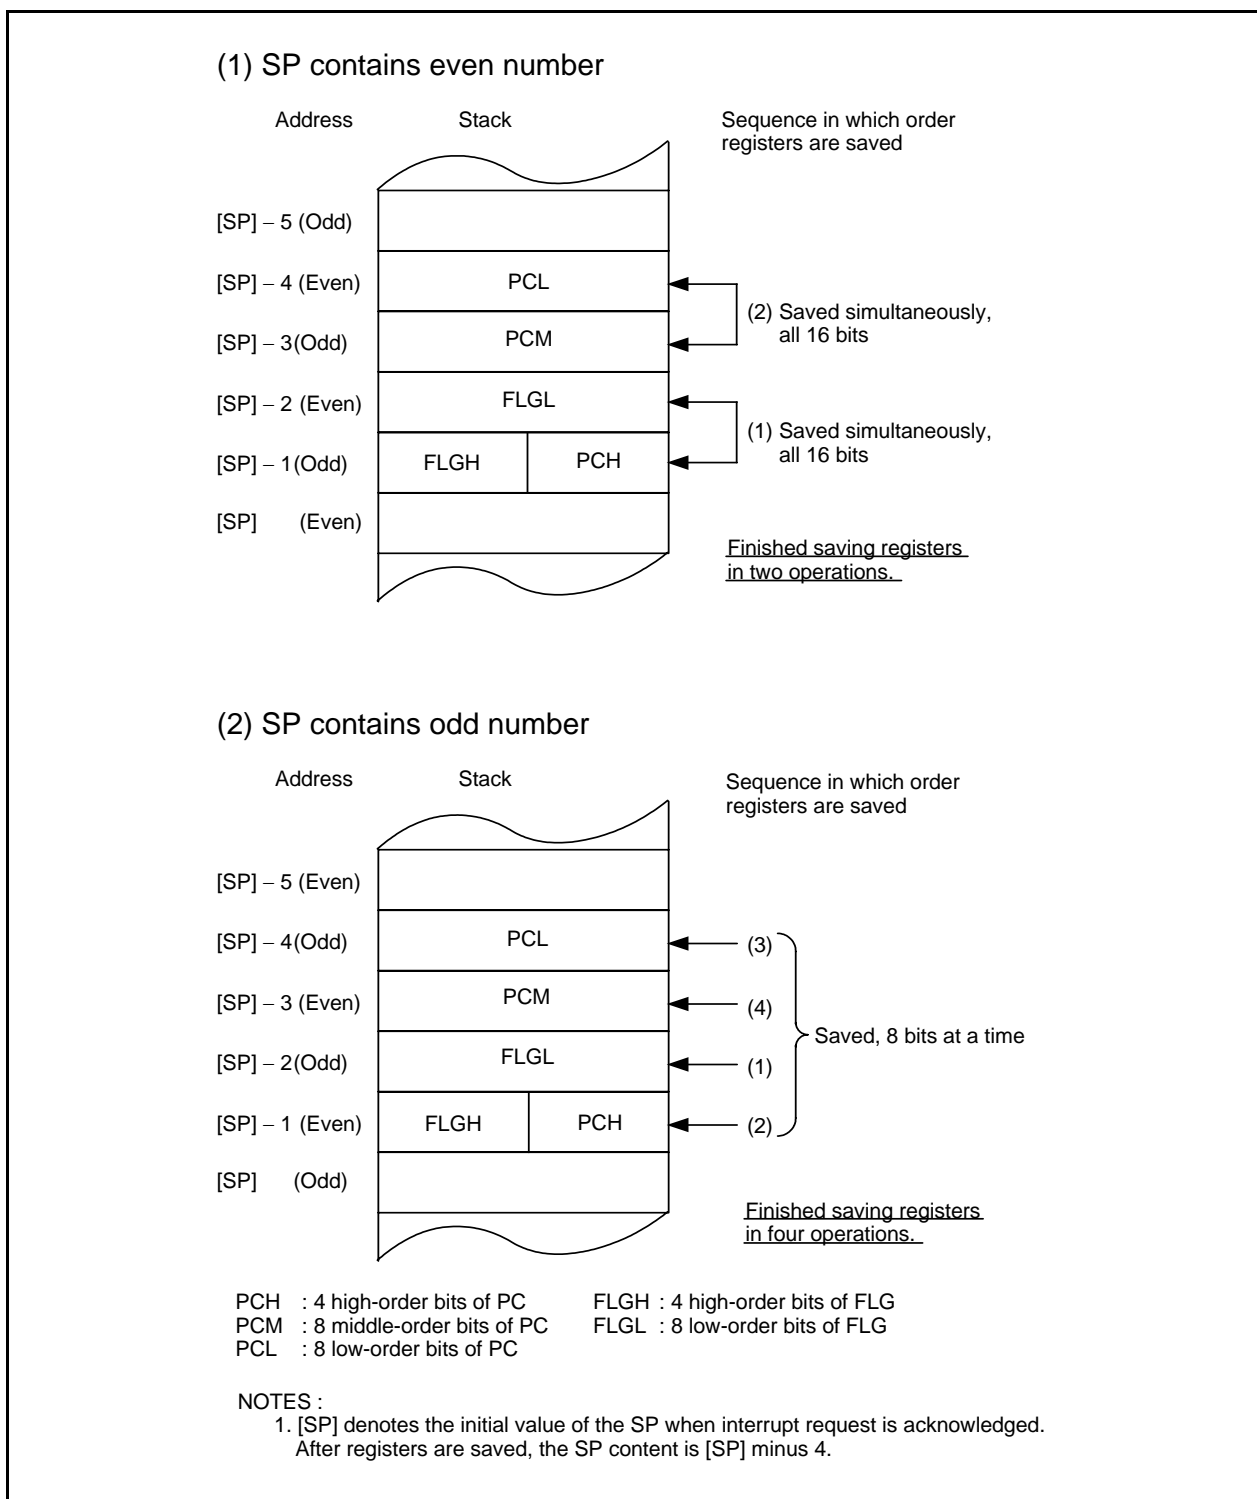 (1) SP contains even number
Address Stack Sequence in which order
registers are saved
[SP] – 5 (Odd)
[SP] – 4 (Even) PCL
(2) Saved simultaneously,
all 16 bits
[SP] – 3(Odd) PCM
[SP] – 2 (Even) FLGL
(1) Saved simultaneously,
all 16 bits
[SP] – 1(Odd) FLGH PCH
[SP] (Even)
Finished saving registers
in two operations.
(2) SP contains odd number
Address Stack Sequence in which order
registers are saved
[SP] – 5 (Even)
[SP] – 4(Odd) PCL (3)
[SP] – 3 (Even) PCM (4)
Saved, 8 bits at a time
[SP] – 2(Odd) FLGL (1)
[SP] – 1 (Even) FLGH PCH (2)
[SP] (Odd)
Finished saving registers
in four operations.
PCH : 4 high-order bits of PC FLGH : 4 high-order bits of FLG
PCM : 8 middle-order bits of PC FLGL : 8 low-order bits of FLG
PCL : 8 low-order bits of PC
NOTES :
1. [SP] denotes the initial value of the SP when interrupt request is acknowledged.
After registers are saved, the SP content is [SP] minus 4.